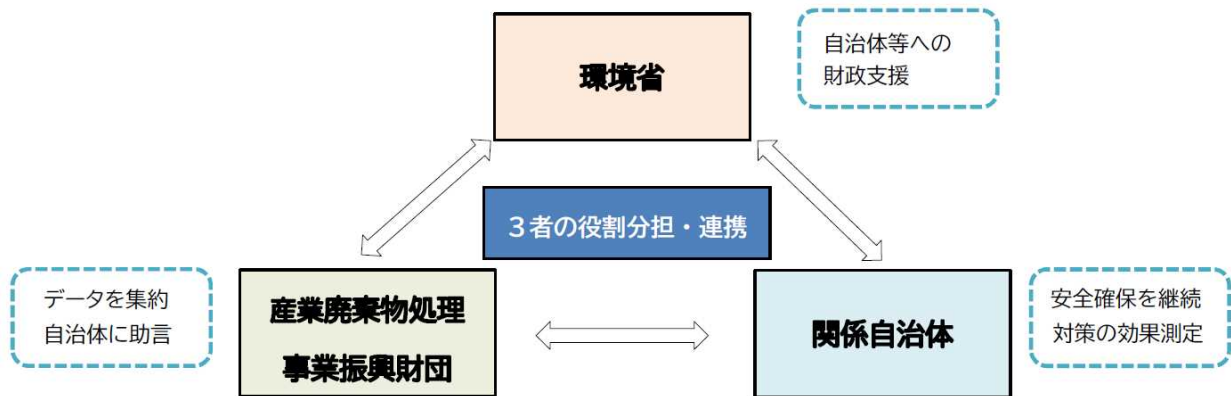 環境省
自治体等への
財政支援
３者の役割分担・連携
データを集約
自治体に助言
産業廃棄物処理
事業振興財団
関係自治体
安全確保を継続
対策の効果測定